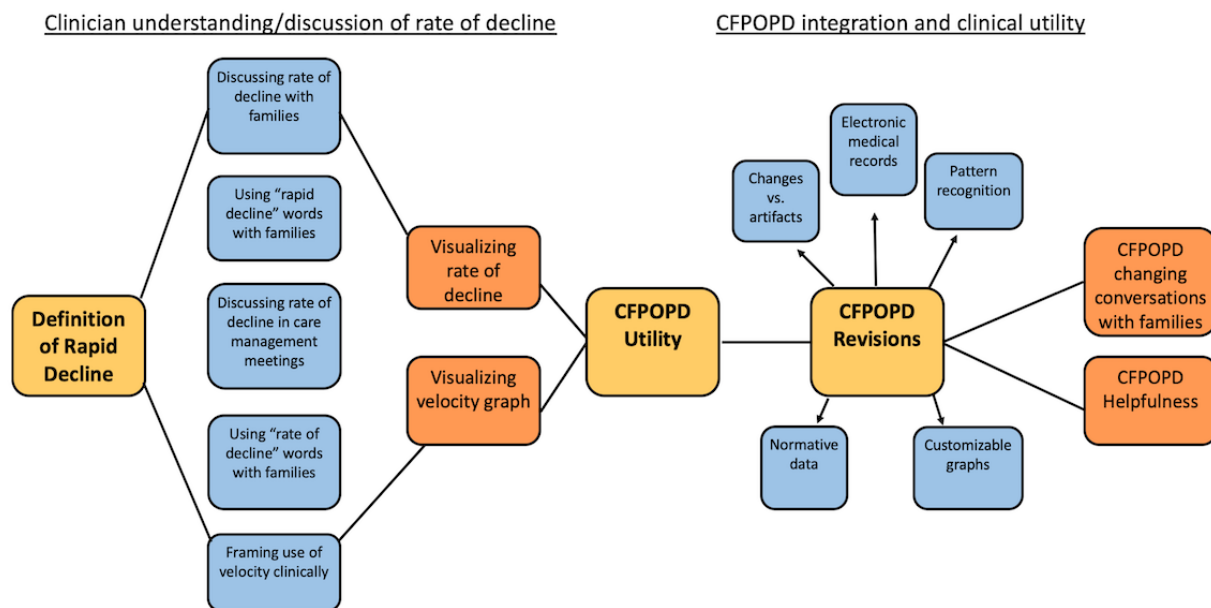 Clinician understanding/discussion of rate of decline
CFPOPD integration and clinical utility
Definition
of Rapid
Decline
Discussing rate of
decline with
families
Using “rapid
decline” words
with families
Discussing rate of
decline in care
management
meetings
Using “rate of
decline” words
with families
Framing use of
velocity clinically
Visualizing
rate of
decline
Visualizing
velocity graph
CFPOPD
Utility
Changes
vs.
artifacts
Electronic
medical
records
Pattern
recognition
CFPOPD
Revisions
Normative
data
Customizable
graphs
CFPOPD
changing
conversations
with families
CFPOPD
Helpfulness